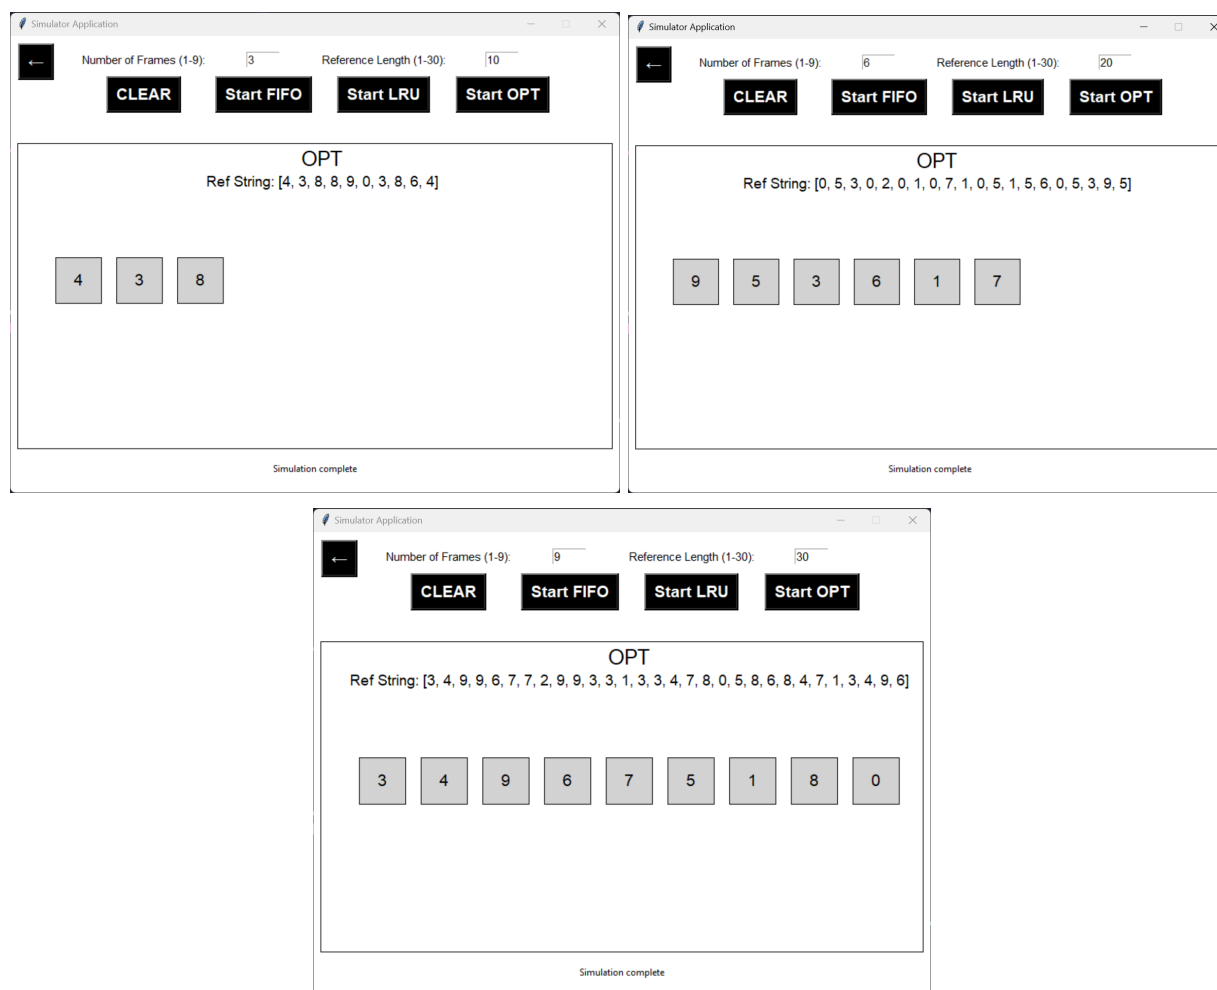 Simulator Application
← Number of Frames (1-9): 3 Reference Length (1-30): 10
CLEAR Start FIFO Start LRU Start OPT
OPT
Ref String: [4, 3, 8, 8, 9, 0, 3, 8, 6, 4]
4 3 8
Simulation complete
Simulator Application
← Number of Frames (1-9): 6 Reference Length (1-30): 20
CLEAR Start FIFO Start LRU Start OPT
OPT
Ref String: [0, 5, 3, 0, 2, 0, 1, 0, 7, 1, 0, 5, 1, 5, 6, 0, 5, 3, 9, 5]
9 5 3 6 1 7
Simulation complete
Simulator Application
← Number of Frames (1-9): 9 Reference Length (1-30): 30
CLEAR Start FIFO Start LRU Start OPT
OPT
Ref String: [3, 4, 9, 9, 6, 7, 7, 2, 9, 9, 3, 3, 1, 3, 3, 4, 7, 8, 0, 5, 8, 6, 8, 4, 7, 1, 3, 4, 9, 6]
3 4 9 6 7 5 1 8 0
Simulation complete